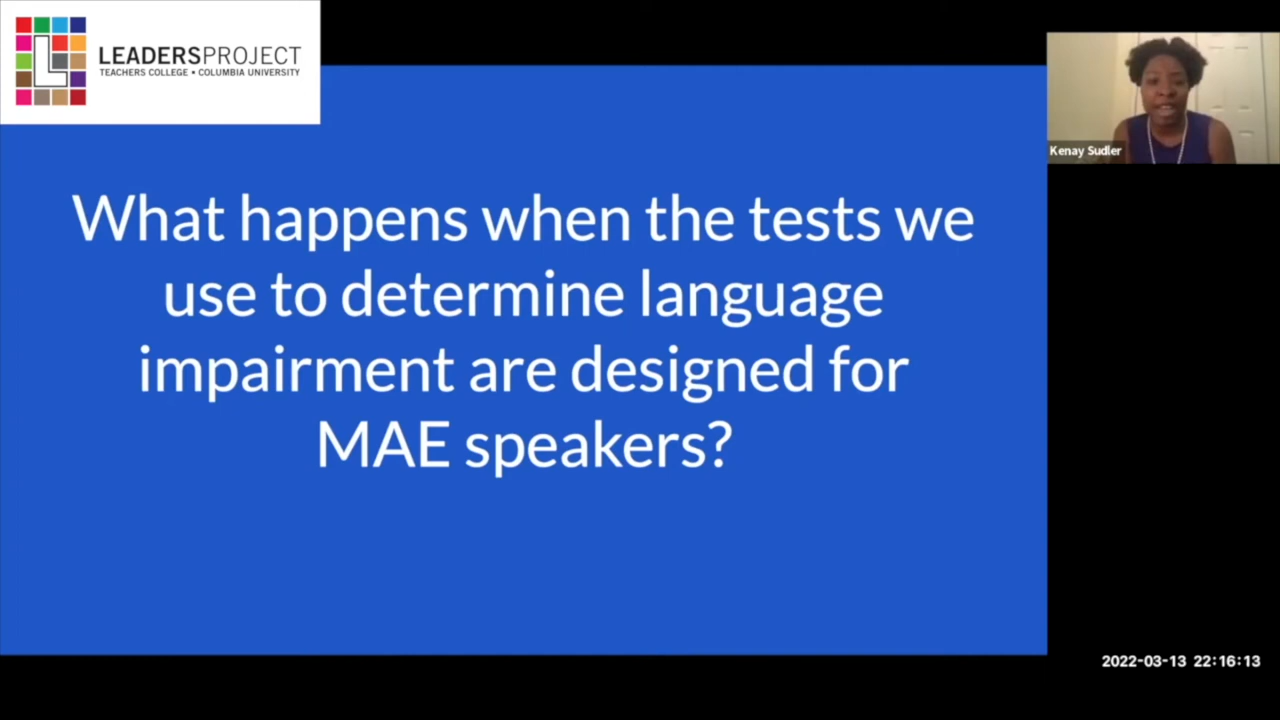 LEADERSPROJECT
TEACHERS COLLEGE • COLUMBIA UNIVERSITY
What happens when the tests we
use to determine language
impairment are designed for
MAE speakers?
Kenay Sudler
2022-03-13 22:16:13